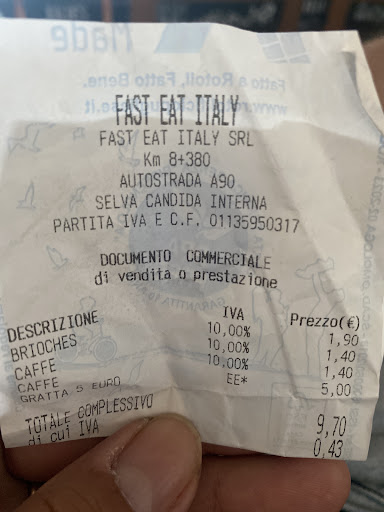 FAST EAT ITALY
FAST EAT ITALY SRL
Km 8+380
AUTOSTRADA A90
SELVA CANDIDA INTERNA
PARTITA IVA E C.F. 01135950317
DOCUMENTO COMMERCIALE
di vendita o prestazione
DESCRIZIONE IVA Prezzo(€)
BRIOCHES 10,00% 1,90
CAFFE 10,00% 1,40
CAFFE 10,00% 1,40
GRATTA 5 EURO EE* 5,00
TOTALE COMPLESSIVO 9,70
di cui IVA 0,43